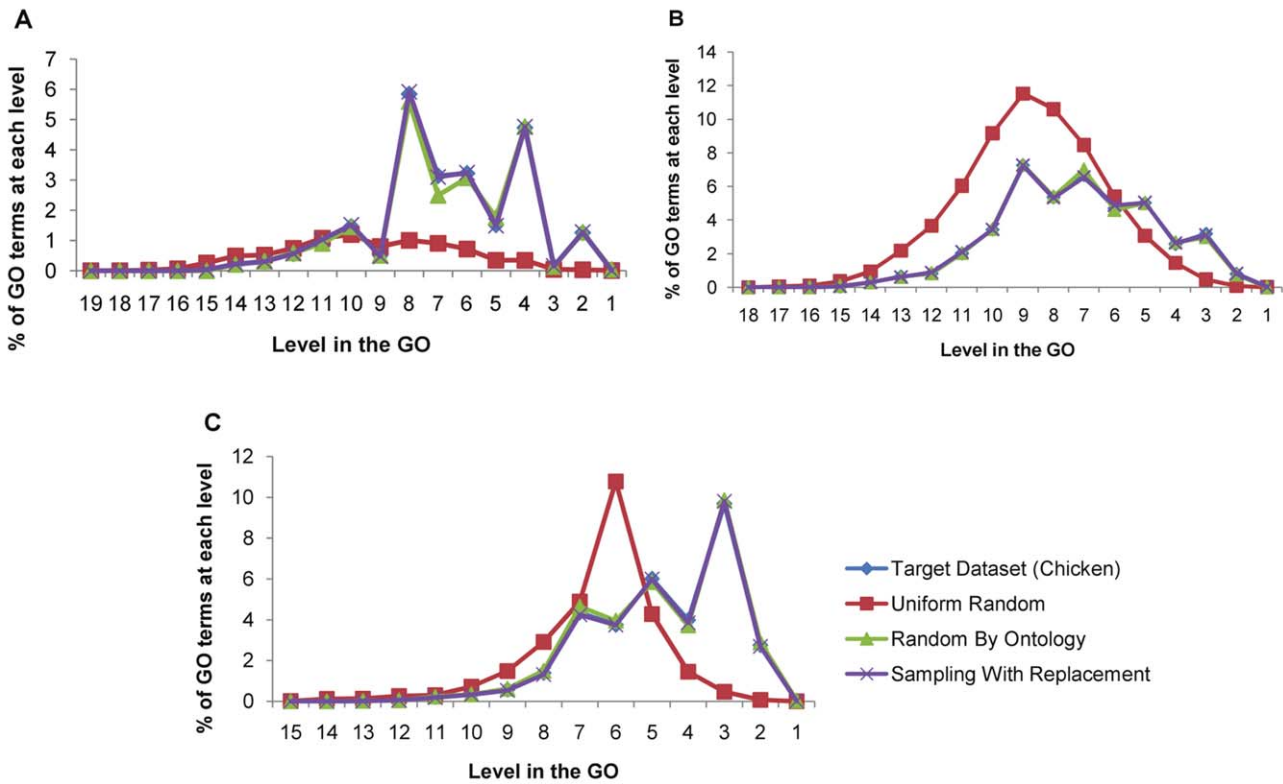 A
% of GO terms at each level
7
6
5
4
3
2
1
0
19 18 17 16 15 14 13 12 11 10 9 8 7 6 5 4 3 2 1
Level in the GO
B
% of GO terms at each level
14
12
10
8
6
4
2
0
18 17 16 15 14 13 12 11 10 9 8 7 6 5 4 3 2 1
Level in the GO
C
% of GO terms at each level
12
10
8
6
4
2
0
15 14 13 12 11 10 9 8 7 6 5 4 3 2 1
Level in the GO
Target Dataset (Chicken)
Uniform Random
Random By Ontology
Sampling With Replacement